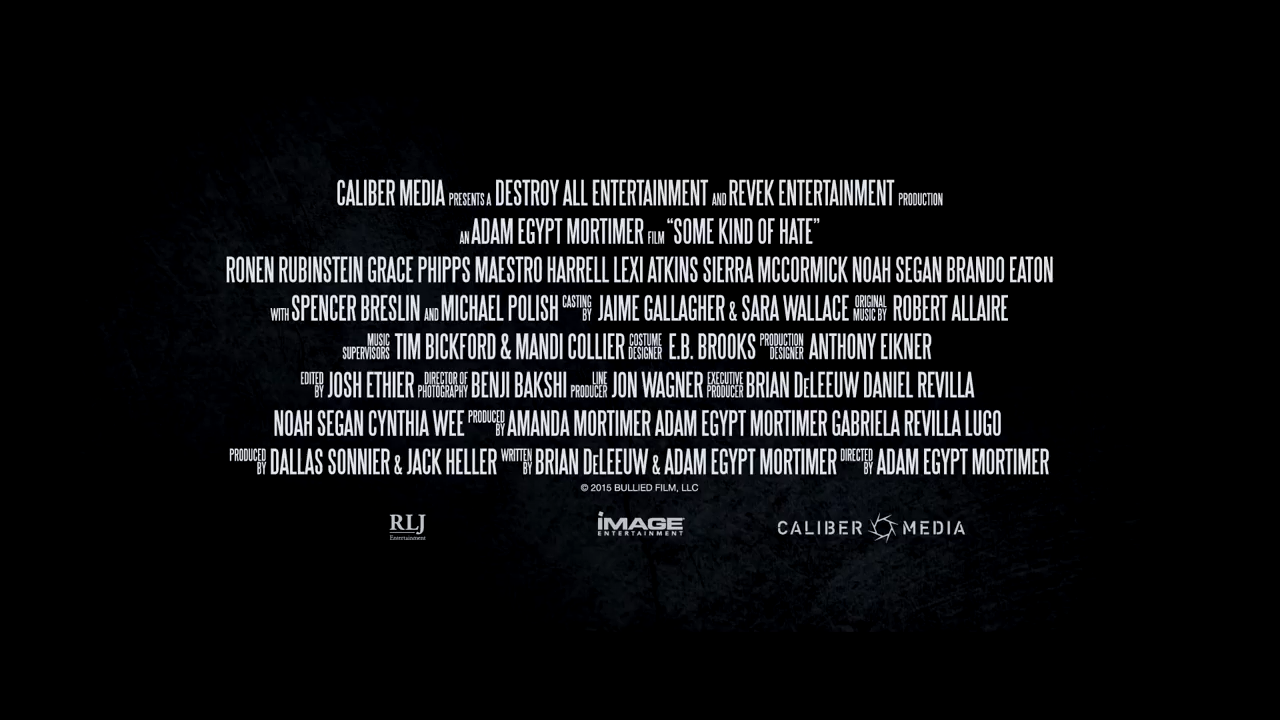 CALIBER MEDIA PRESENTS A DESTROY ALL ENTERTAINMENT AND REVEK ENTERTAINMENT PRODUCTION
AN ADAM EGYPT MORTIMER FILM “SOME KIND OF HATE”
RONEN RUBINSTEIN GRACE PHIPPS MAESTRO HARRELL LEXI ATKINS SIERRA MCCORMICK NOAH SEGAN BRANDO EATON
WITH SPENCER BRESLIN AND MICHAEL POLISH CASTING BY JAIME GALLAGHER & SARA WALLACE ORIGINAL MUSIC BY ROBERT ALLAIRE
MUSIC SUPERVISORS TIM BICKFORD & MANDI COLLIER COSTUME DESIGNER E.B. BROOKS PRODUCTION DESIGNER ANTHONY EIKNER
EDITED BY JOSH ETHIER DIRECTOR OF PHOTOGRAPHY BENJI BAKSHI LINE PRODUCER JON WAGNER EXECUTIVE PRODUCER BRIAN DeLEEUW DANIEL REVILLA
NOAH SEGAN CYNTHIA WEE PRODUCED BY AMANDA MORTIMER ADAM EGYPT MORTIMER GABRIELA REVILLA LUGO
PRODUCED BY DALLAS SONNIER & JACK HELLER WRITTEN BY BRIAN DeLEEUW & ADAM EGYPT MORTIMER DIRECTED BY ADAM EGYPT MORTIMER
© 2015 BULLIED FILM, LLC
RLJ Entertainment
iMAGE ENTERTAINMENT
CALIBER MEDIA